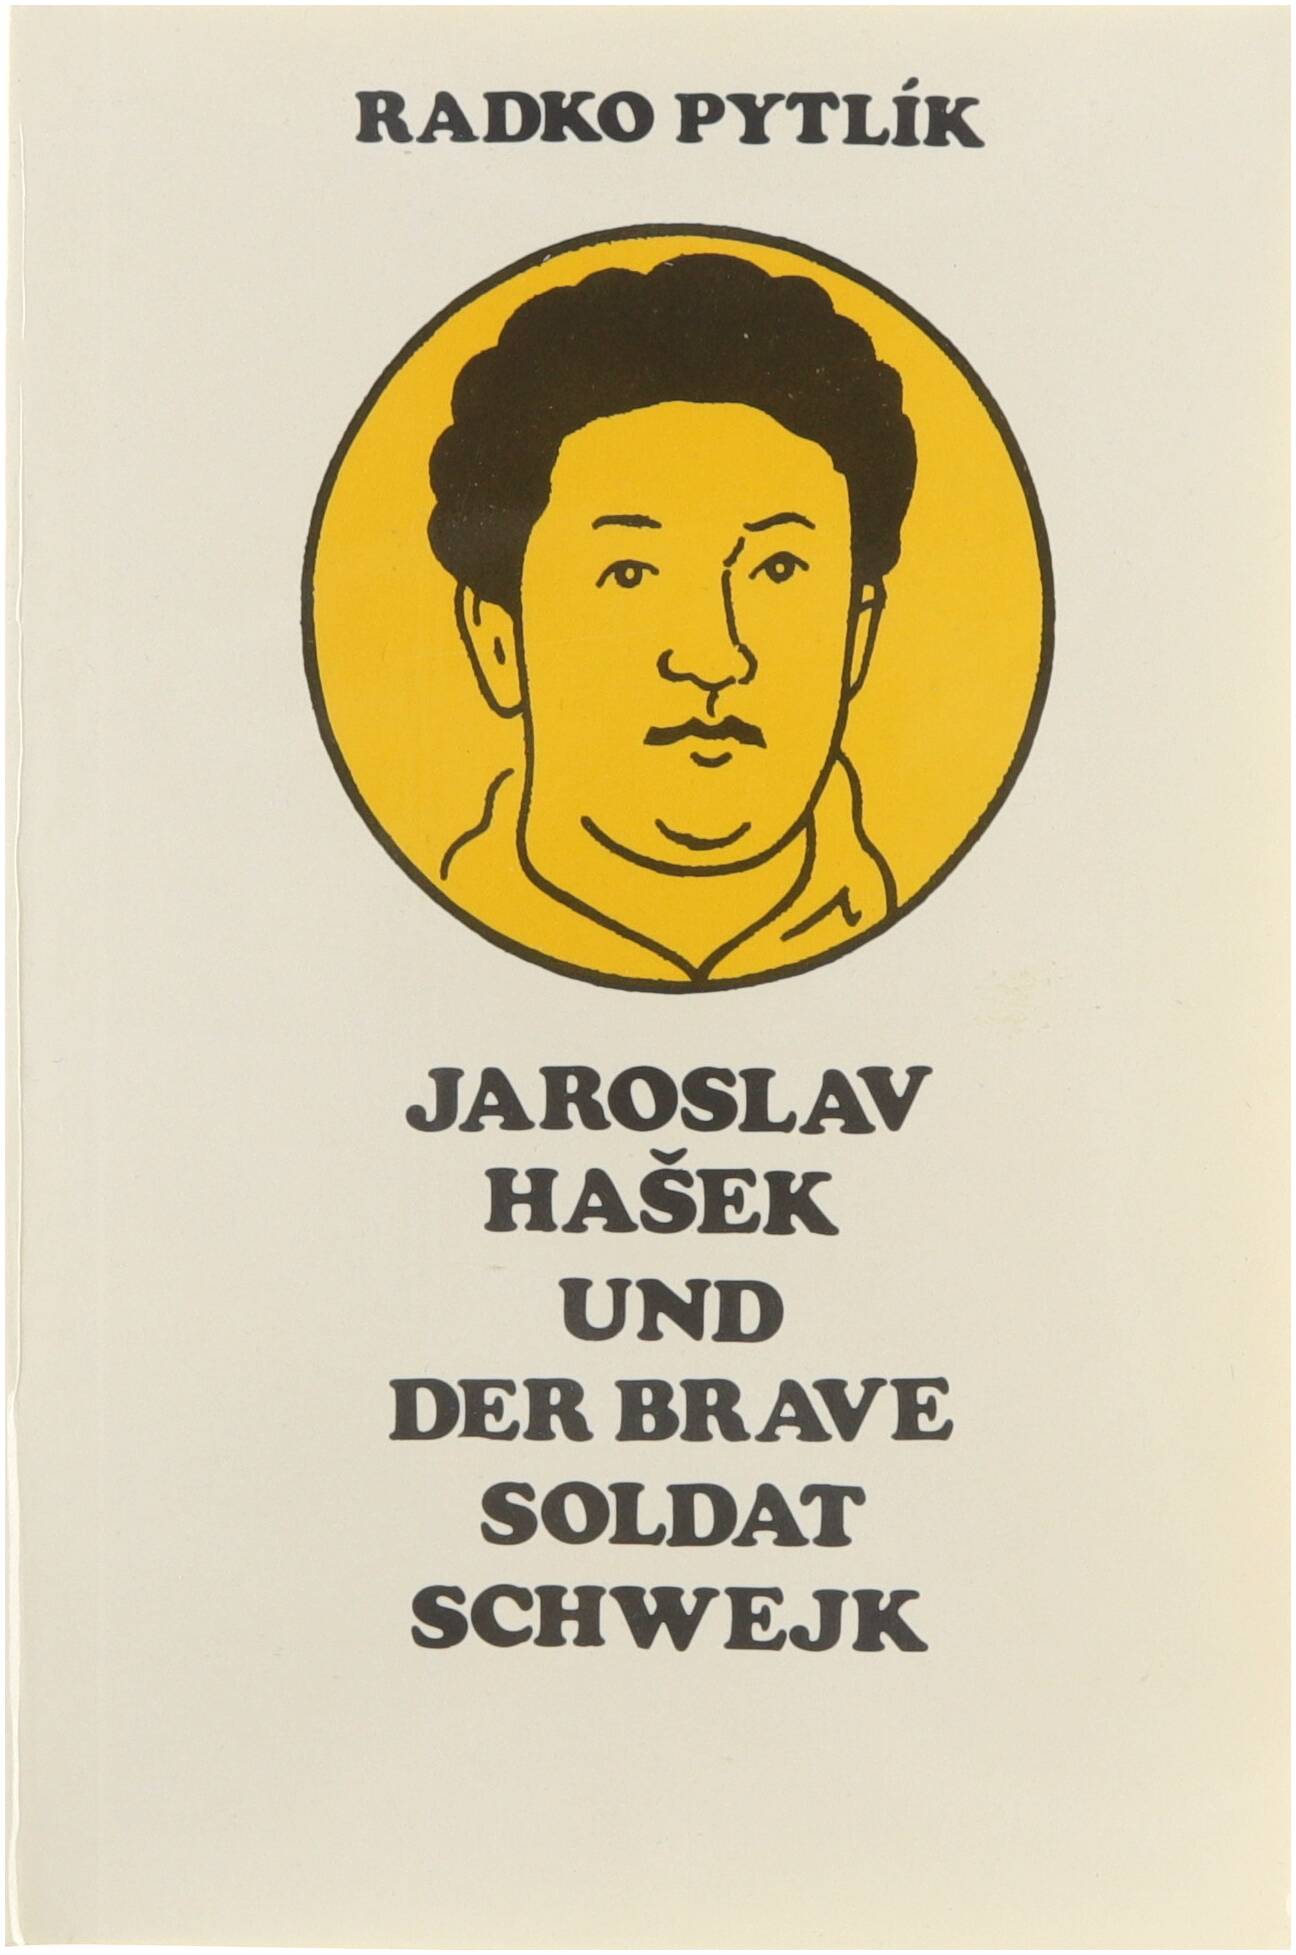 RADKO PYTLÍK
JAROSLAV
HAŠEK
UND
DER BRAVE
SOLDAT
SCHWEJK